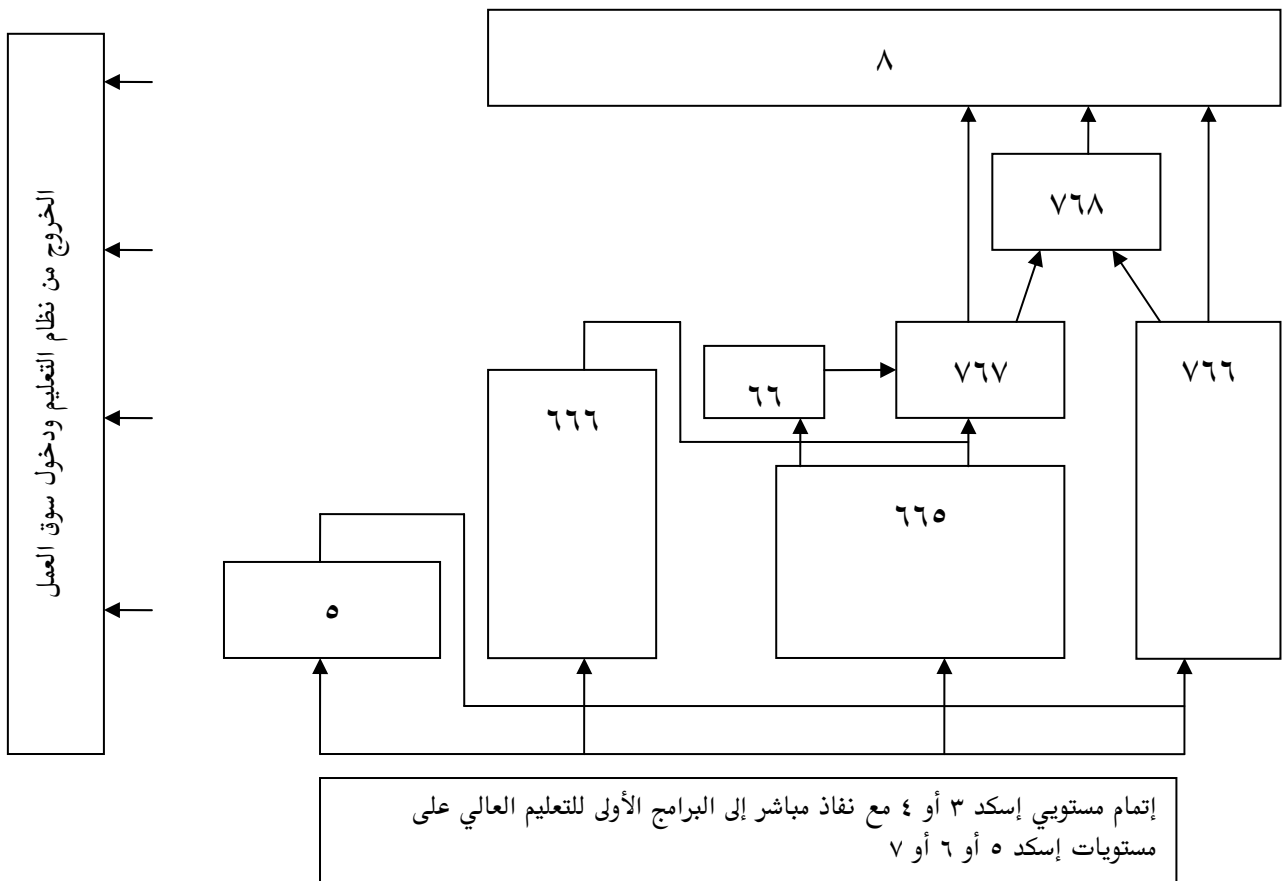 ٨
٧٦٨
٧٦٦
٧٦٧
٦٦
٦٦٦
٦٦٥
٥
الخروج من نظام التعليم ودخول سوق العمل
إتمام مستويي إسكد ٣ أو ٤ مع نفاذ مباشر إلى البرامج الأولى للتعليم العالي على
مستويات إسكد ٥ أو ٦ أو ٧